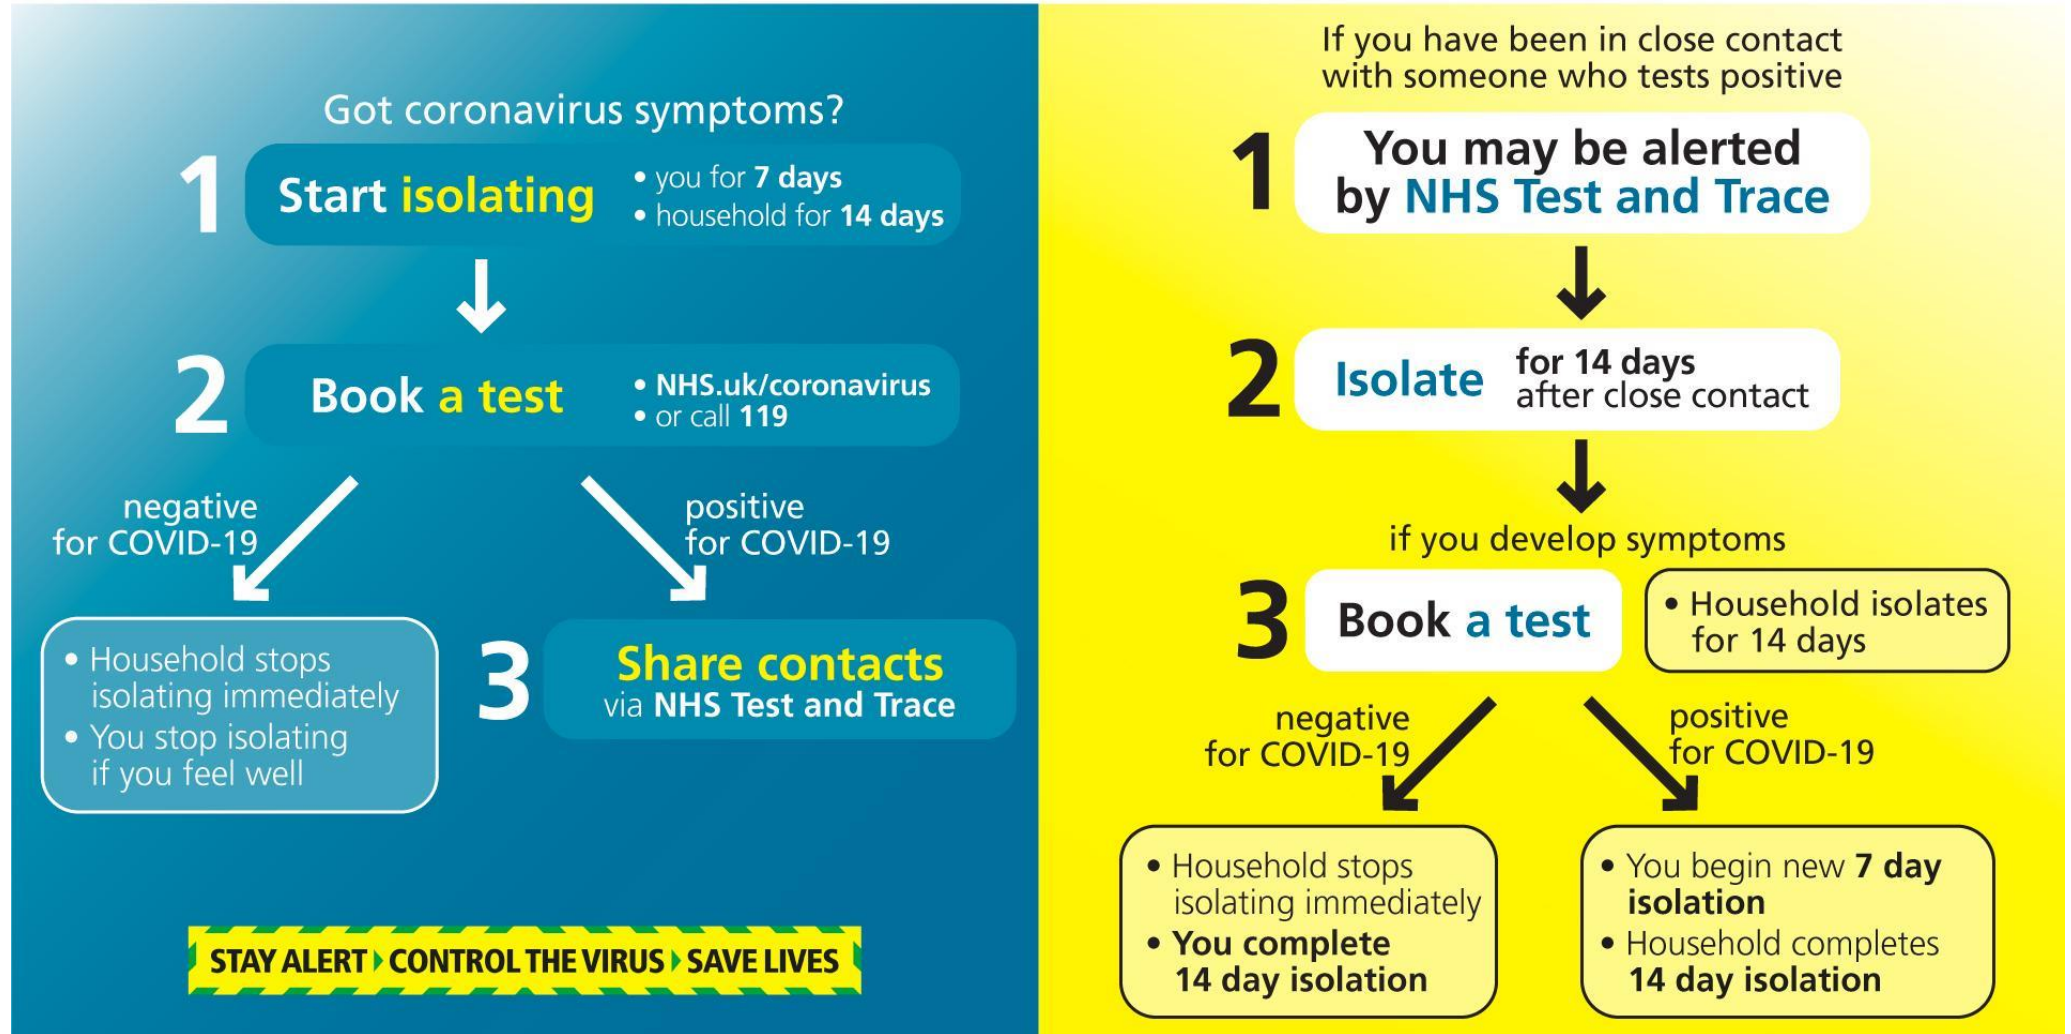 Got coronavirus symptoms?
1
Start isolating
• you for 7 days
• household for 14 days
2
Book a test
• NHS.uk/coronavirus
• or call 119
negative
for COVID-19
positive
for COVID-19
• Household stops
isolating immediately
• You stop isolating
if you feel well
3
Share contacts
via NHS Test and Trace
STAY ALERT CONTROL THE VIRUS SAVE LIVES
If you have been in close contact
with someone who tests positive
1
You may be alerted
by NHS Test and Trace
2
Isolate
for 14 days
after close contact
if you develop symptoms
3
Book a test
• Household isolates
for 14 days
negative
for COVID-19
positive
for COVID-19
• Household stops
isolating immediately
• You complete
14 day isolation
• You begin new 7 day
isolation
• Household completes
14 day isolation